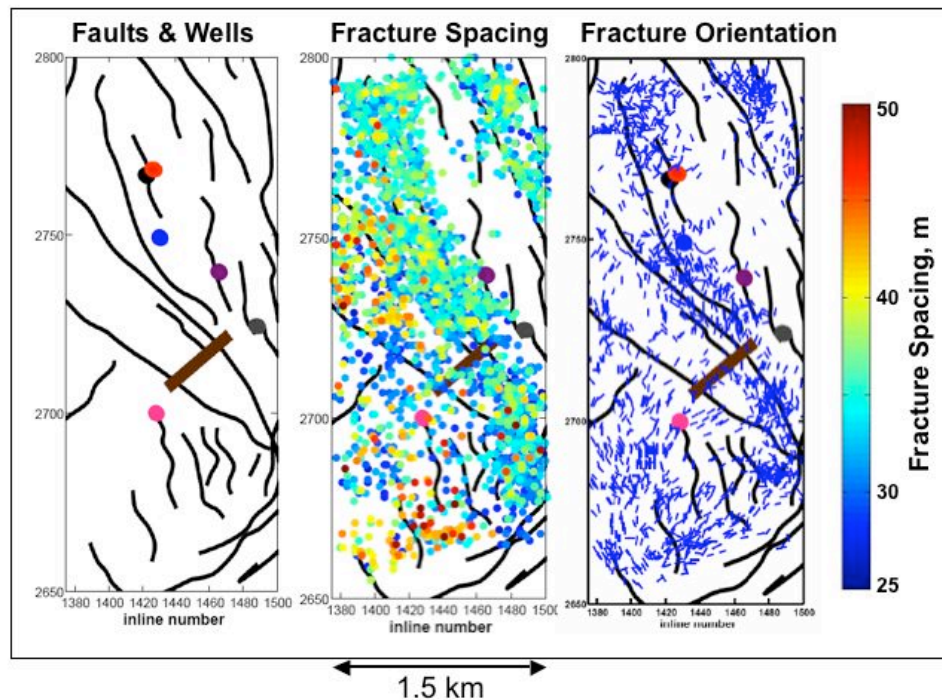 Faults & Wells
Fracture Spacing
Fracture Orientation
2800
2750
2700
2650
1380 1400 1420 1440 1460 1480 1500
inline number
2800
2750
2700
2650
1380 1400 1420 1440 1460 1480 1500
inline number
2800
2750
2700
2650
1380 1400 1420 1440 1460 1480 1500
inline number
50
40
30
25
Fracture Spacing, m
1.5 km